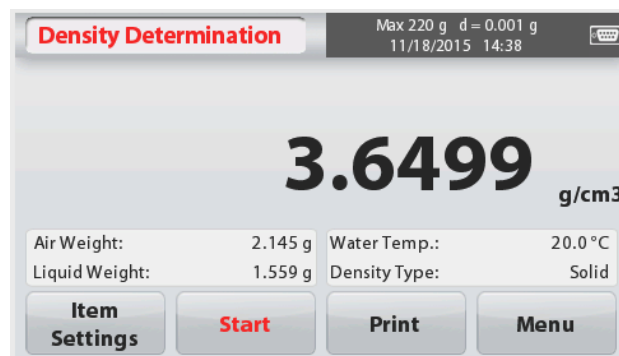 Density Determination
Max 220 g d = 0.001 g
11/18/2015 14:38
3.6499 g/cm3
Air Weight: 2.145 g
Water Temp.: 20.0 °C
Liquid Weight: 1.559 g
Density Type: Solid
Item Settings
Start
Print
Menu